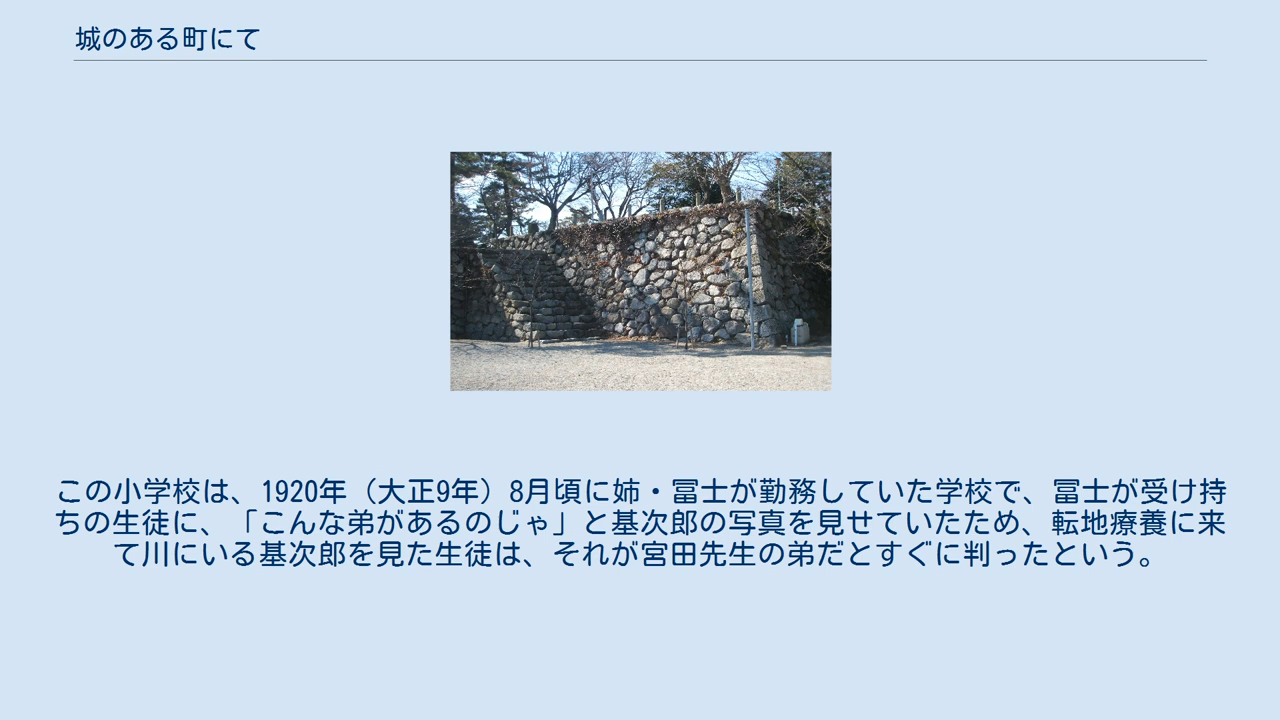 城のある町にて
この小学校は、1920年（大正9年）8月頃に姉・冨士が勤務していた学校で、冨士が受け持
ちの生徒に、「こんな弟があるのじゃ」と基次郎の写真を見せていたため、転地療養に来
て川にいる基次郎を見た生徒は、それが宮田先生の弟だとすぐに判ったという。